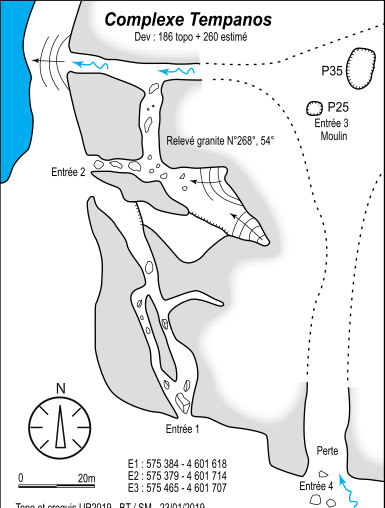 Complexe Tempanos
Dev : 186 topo + 260 estimé
P35
P25
Entrée 3
Moulin
Relevé granite N°268°, 54°
Entrée 2
N
Entrée 1
0 20m
E1 : 575 384 - 4 601 618
E2 : 575 379 - 4 601 714
E3 : 575 465 - 4 601 707
Perte
Entrée 4
Topo et croquis UP2019 - BT / SM - 23/01/2019